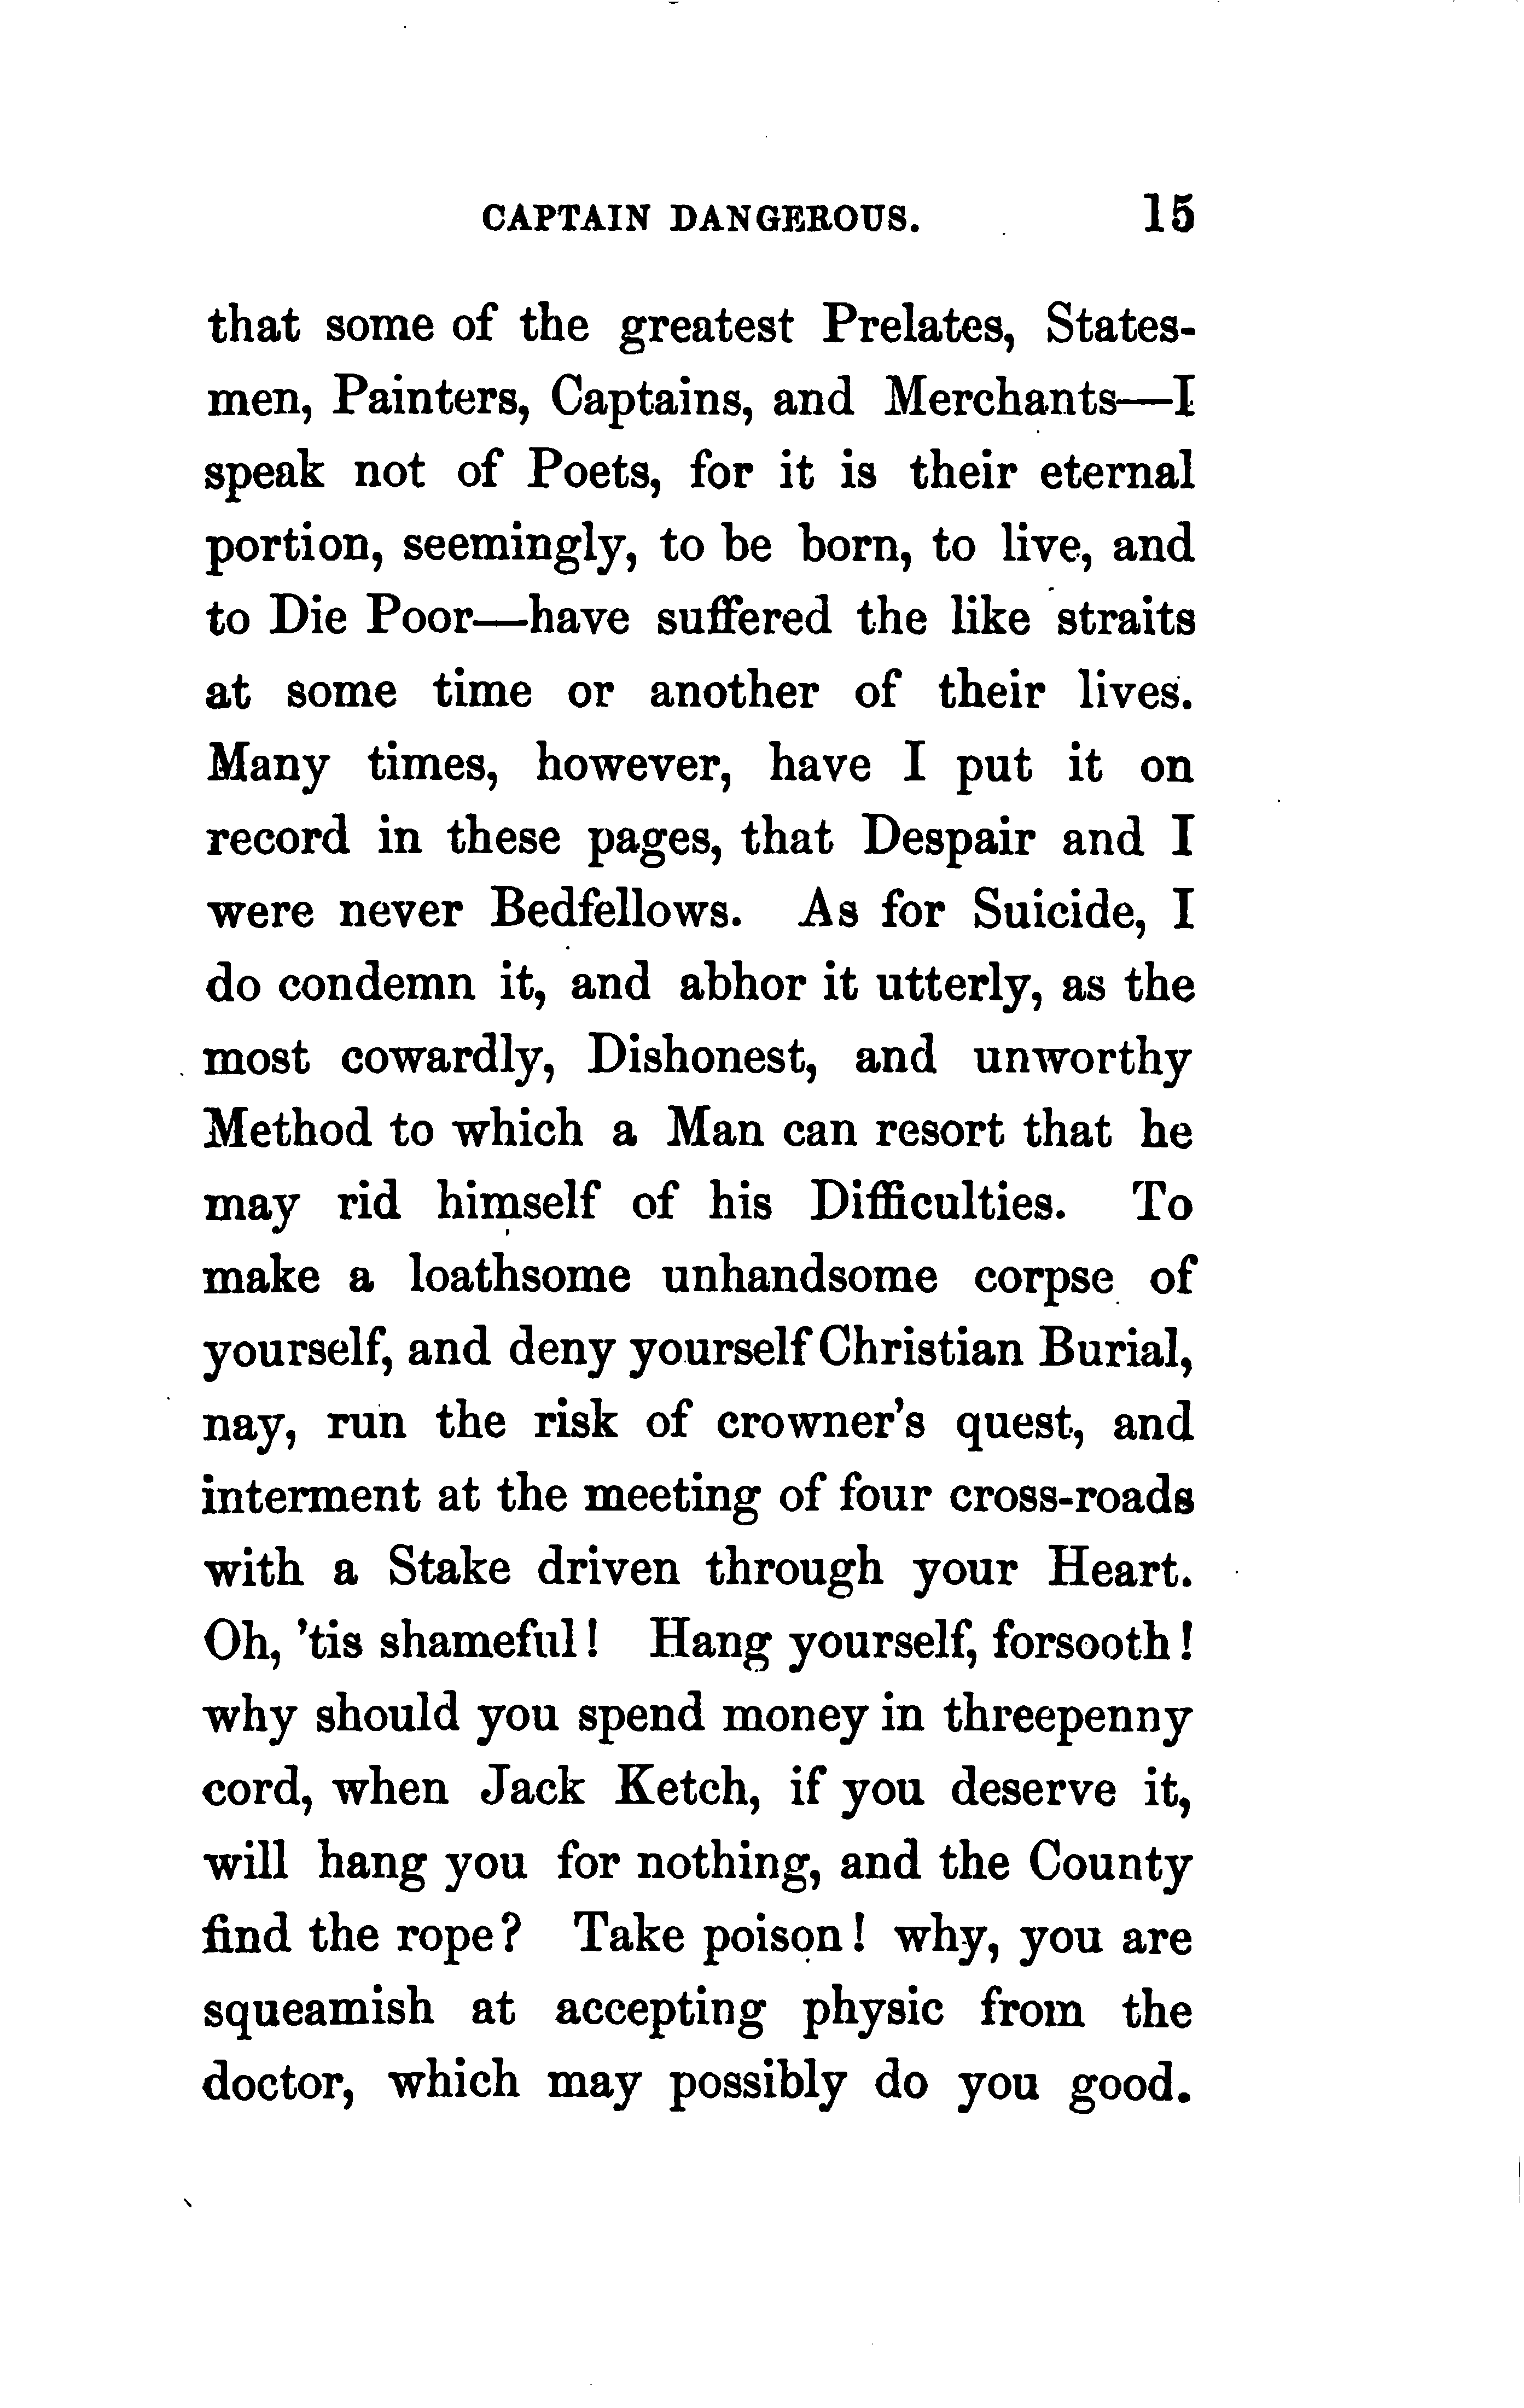 CAPTAIN DANGEROUS. 15
that some of the greatest Prelates, States-
men, Painters, Captains, and Merchants—I
speak not of Poets, for it is their eternal
portion, seemingly, to be born, to live, and
to Die Poor—have suffered the like straits
at some time or another of their lives.
Many times, however, have I put it on
record in these pages, that Despair and I
were never Bedfellows. As for Suicide, I
do condemn it, and abhor it utterly, as the
most cowardly, Dishonest, and unworthy
Method to which a Man can resort that he
may rid himself of his Difficulties. To
make a loathsome unhandsome corpse of
yourself, and deny yourself Christian Burial,
nay, run the risk of crowner's quest, and
interment at the meeting of four cross-roads
with a Stake driven through your Heart.
Oh, 'tis shameful! Hang yourself, forsooth!
why should you spend money in threepenny
cord, when Jack Ketch, if you deserve it,
will hang you for nothing, and the County
find the rope? Take poison! why, you are
squeamish at accepting physic from the
doctor, which may possibly do you good.